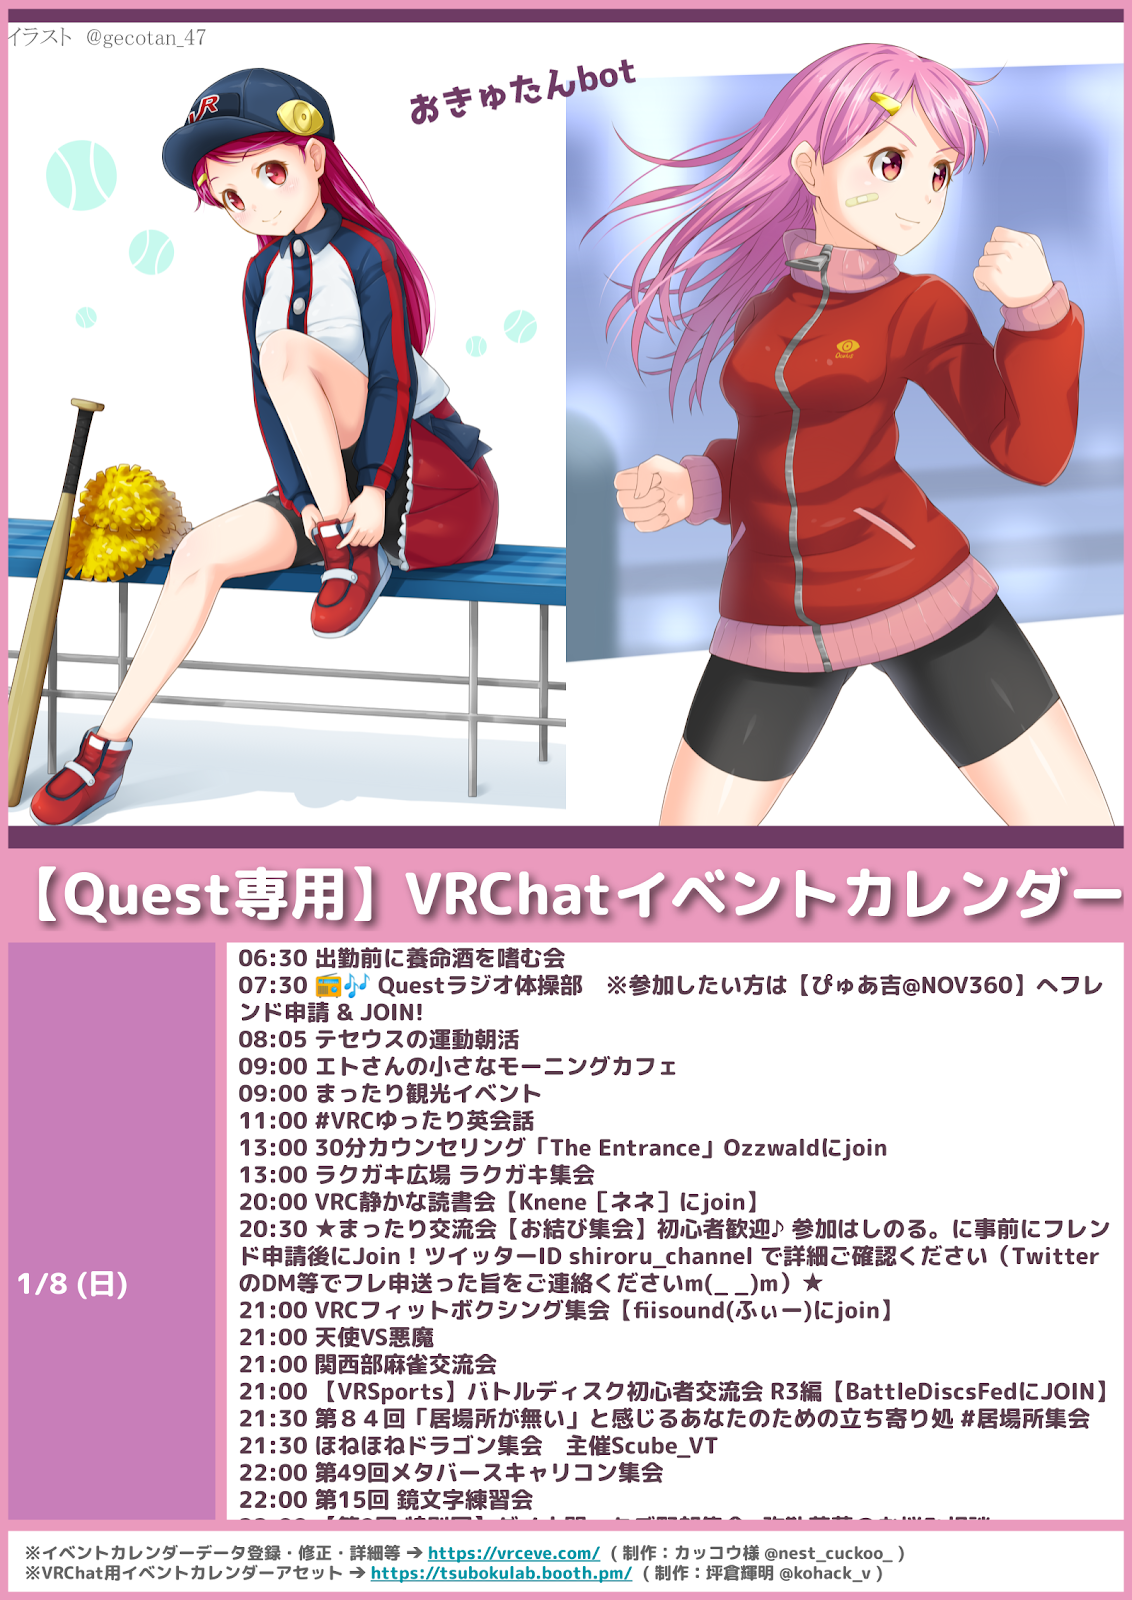 イラスト @gecotan_47
おきゅたんbot
VR
Quest
【Quest専用】VRChatイベントカレンダー
1/8 (日)
06:30 出勤前に養命酒を嗜む会
07:30 📻🎶 Questラジオ体操部　※参加したい方は【ぴゅあ吉@NOV360】へフレ
ンド申請 & JOIN!
08:05 テセウスの運動朝活
09:00 エトさんの小さなモーニングカフェ
09:00 まったり観光イベント
11:00 #VRCゆったり英会話
13:00 30分カウンセリング「The Entrance」Ozzwaldにjoin
13:00 ラクガキ広場 ラクガキ集会
20:00 VRC静かな読書会【Knene［ネネ］にjoin】
20:30 ★まったり交流会【お結び集会】初心者歓迎♪ 参加はしのる。に事前にフレン
ド申請後にJoin！ツイッターID shiroru_channel で詳細ご確認ください（Twitter
のDM等でフレ申送った旨をご連絡くださいm(_ _)m）★
21:00 VRCフィットボクシング集会【fiisound(ふぃー)にjoin】
21:00 天使VS悪魔
21:00 関西部麻雀交流会
21:00 【VRSports】バトルディスク初心者交流会 R3編【BattleDiscsFedにJOIN】
21:30 第８４回「居場所が無い」と感じるあなたのための立ち寄り処 #居場所集会
21:30 ほねほねドラゴン集会　主催Scube_VT
22:00 第49回メタバースキャリコン集会
22:00 第15回 鏡文字練習会
※イベントカレンダーデータ登録・修正・詳細等 ➔ https://vrceve.com/ （ 制作：カッコウ様 @nest_cuckoo_ ）
※VRChat用イベントカレンダーアセット ➔ https://tsubokulab.booth.pm/ （ 制作：坪倉輝明 @kohack_v ）